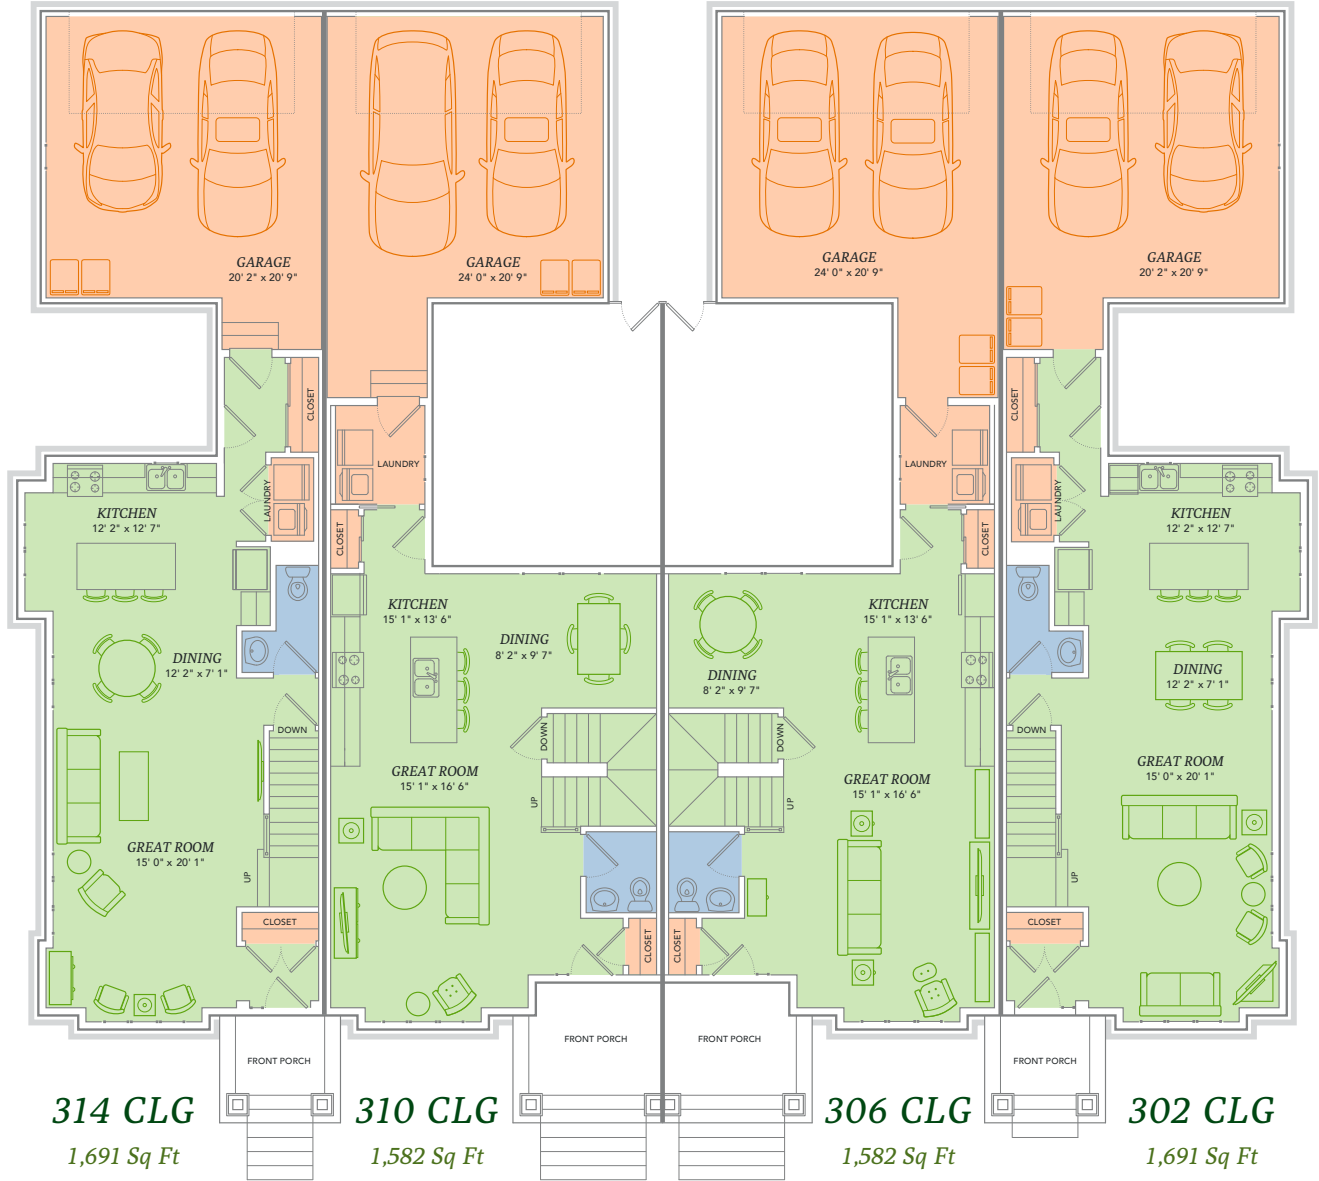 GARAGE
20' 2" x 20' 9"
GARAGE
24' 0" x 20' 9"
GARAGE
24' 0" x 20' 9"
GARAGE
20' 2" x 20' 9"
CLOSET
LAUNDRY
LAUNDRY
CLOSET
LAUNDRY
CLOSET
CLOSET
LAUNDRY
CLOSET
KITCHEN
12' 2" x 12' 7"
KITCHEN
12' 2" x 12' 7"
KITCHEN
15' 1" x 13' 6"
KITCHEN
15' 1" x 13' 6"
DINING
12' 2" x 7' 1"
DINING
8' 2" x 9' 7"
DINING
8' 2" x 9' 7"
DINING
12' 2" x 7' 1"
DOWN
DOWN
DOWN
DOWN
GREAT ROOM
15' 0" x 20' 1"
GREAT ROOM
15' 1" x 16' 6"
GREAT ROOM
15' 1" x 16' 6"
GREAT ROOM
15' 0" x 20' 1"
UP
UP
UP
UP
CLOSET
CLOSET
CLOSET
CLOSET
FRONT PORCH
FRONT PORCH
FRONT PORCH
FRONT PORCH
314 CLG
1,691 Sq Ft
310 CLG
1,582 Sq Ft
306 CLG
1,582 Sq Ft
302 CLG
1,691 Sq Ft